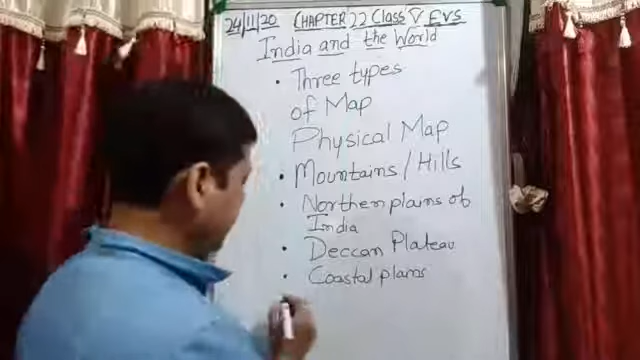 24/11/20 CHAPTER 22 Class V EVS
India and the World
• Three types
of Map
Physical Map
• Mountains / Hills
• Northern plains of
India
• Deccan Plateau
• Coastal plains
•